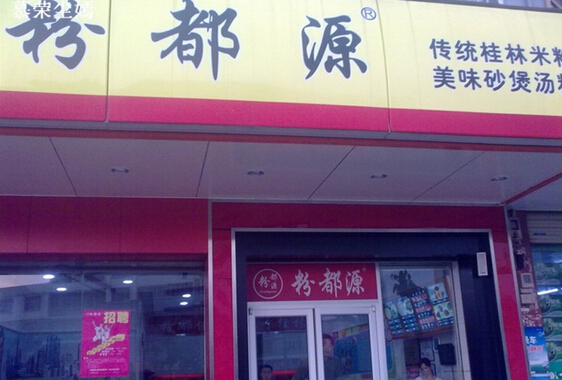 粉都源®
传统桂林米粉
美味砂煲汤粉
粉都源 粉都源
招聘